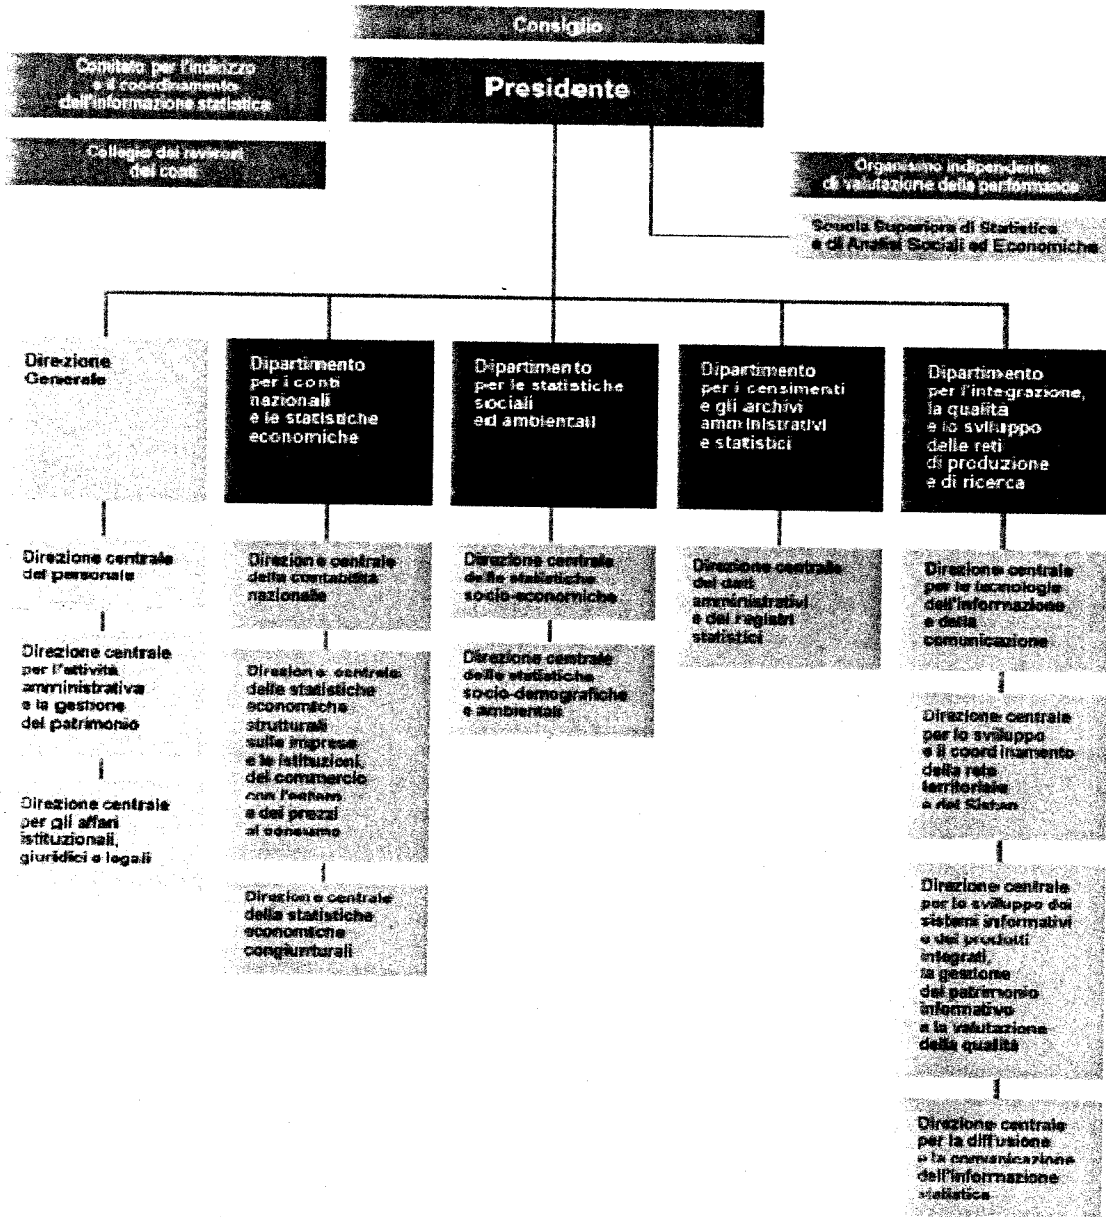 Consiglio
Presidente
Comitato per l'indirizzo
e il coordinamento
dell'informazione statistica
Collegio dei revisori
dei conti
Organismo indipendente
di valutazione della performance
Scuola Superiore di Statistica
e di Analisi Sociali ed Economiche
Direzione
Generale
Direzione centrale
del personale
Direzione centrale
per l'attività
amministrativa
e la gestione
del patrimonio
Direzione centrale
per gli affari
istituzionali,
giuridici e legali
Dipartimento
per i conti
nazionali
e le statistiche
economiche
Direzione centrale
della contabilità
nazionale
Direzione centrale
delle statistiche
economiche
strutturali
sulle imprese
e le istituzioni,
del commercio
con l'estero
e dei prezzi
al consumo
Direzione centrale
della statistiche
economiche
congiunturali
Dipartimento
per le statistiche
sociali
ed ambientali
Direzione centrale
delle statistiche
socio-economiche
Direzione centrale
delle statistiche
socio-demografiche
e ambientali
Dipartimento
per i censimenti
e gli archivi
amministrativi
e statistici
Direzione centrale
dei dati
amministrativi
e dei registri
statistici
Dipartimento
per l'integrazione,
la qualità
e lo sviluppo
delle reti
di produzione
e di ricerca
Direzione centrale
per le tecnologie
dell'informazione
e della
comunicazione
Direzione centrale
per lo sviluppo
e il coordinamento
della rete
territoriale
e del Sistan
Direzione centrale
per lo sviluppo dei
sistemi informativi
e dei prodotti
integrati,
la gestione
del patrimonio
informativo
e la valutazione
della qualità
Direzione centrale
per la diffusione
e la comunicazione
dell'informazione
statistica